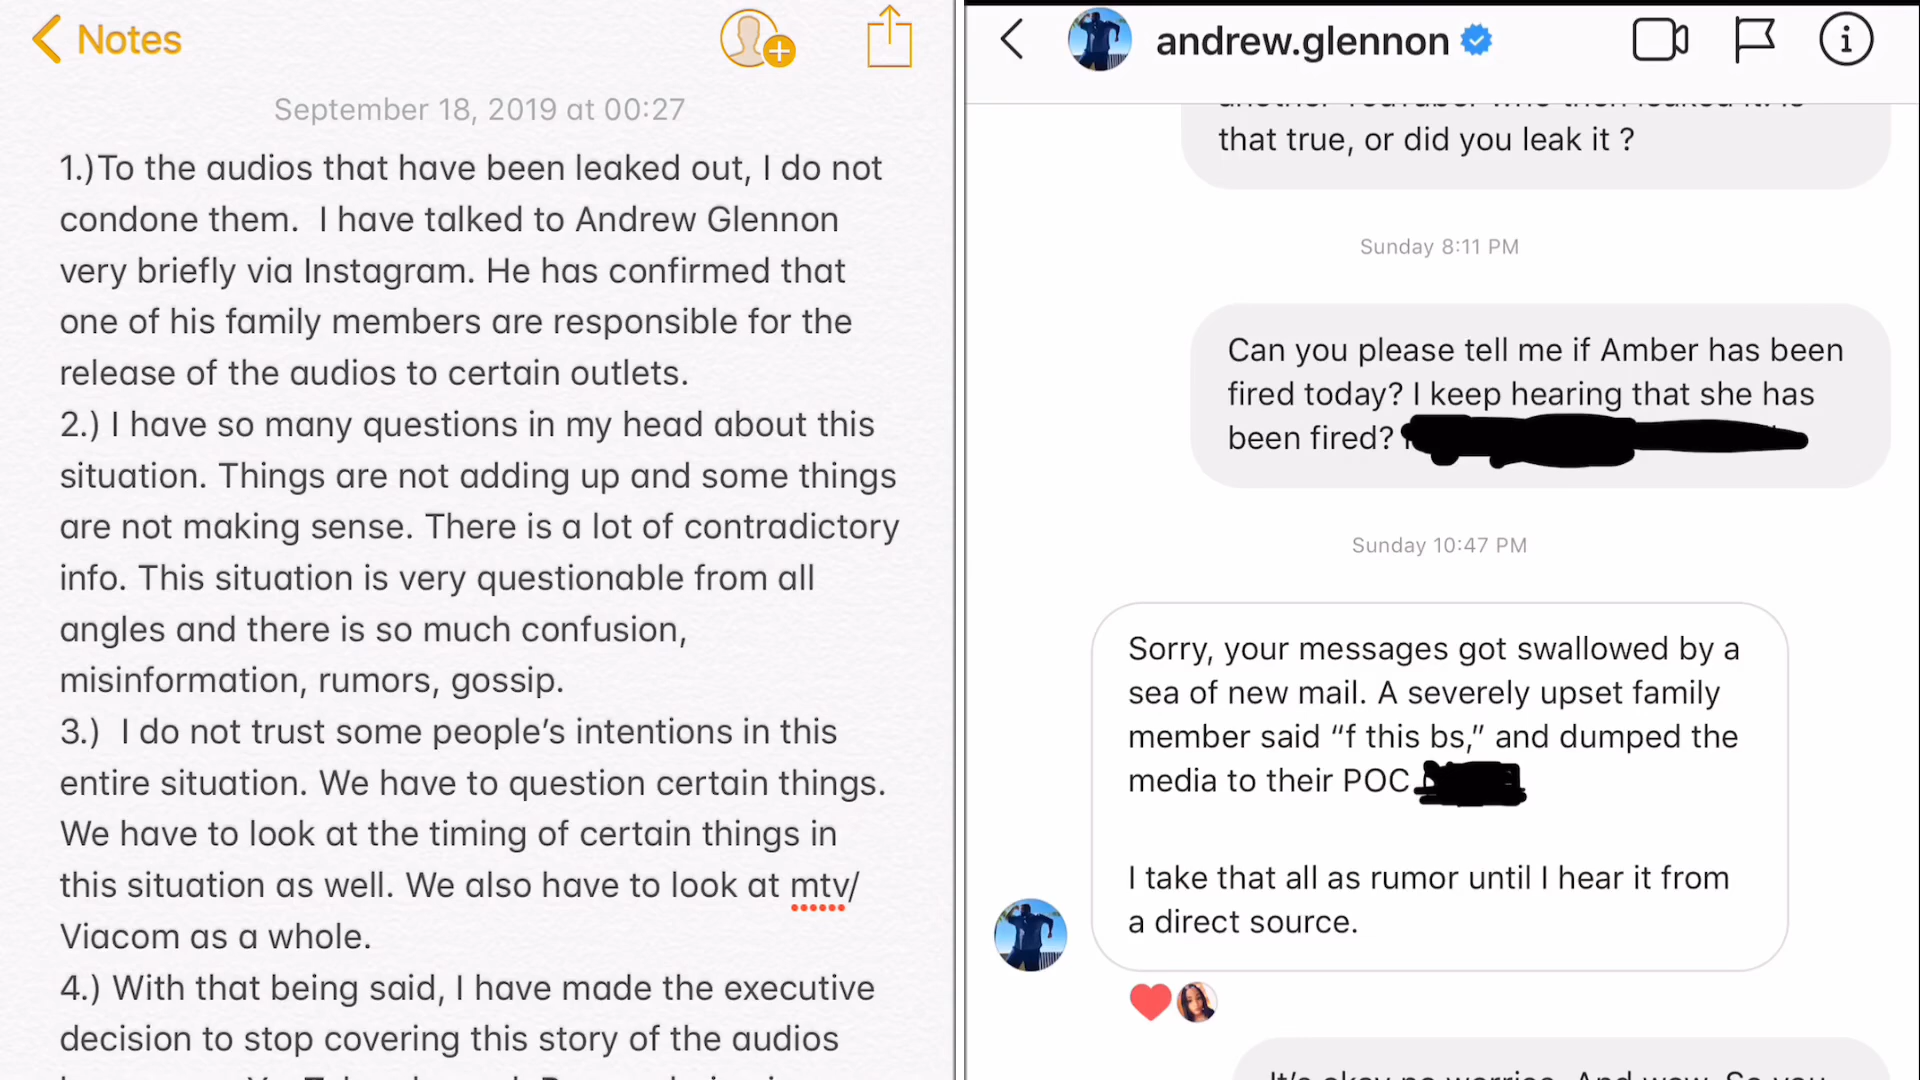 Notes
September 18, 2019 at 00:27
1.)To the audios that have been leaked out, I do not
condone them.  I have talked to Andrew Glennon
very briefly via Instagram. He has confirmed that
one of his family members are responsible for the
release of the audios to certain outlets.
2.) I have so many questions in my head about this
situation. Things are not adding up and some things
are not making sense. There is a lot of contradictory
info. This situation is very questionable from all
angles and there is so much confusion,
misinformation, rumors, gossip.
3.)  I do not trust some people’s intentions in this
entire situation. We have to question certain things.
We have to look at the timing of certain things in
this situation as well. We also have to look at mtv/
Viacom as a whole.
4.) With that being said, I have made the executive
decision to stop covering this story of the audios
andrew.glennon
that true, or did you leak it ?
Sunday 8:11 PM
Can you please tell me if Amber has been
fired today? I keep hearing that she has
been fired?
Sunday 10:47 PM
Sorry, your messages got swallowed by a
sea of new mail. A severely upset family
member said “f this bs,” and dumped the
media to their POC
I take that all as rumor until I hear it from
a direct source.